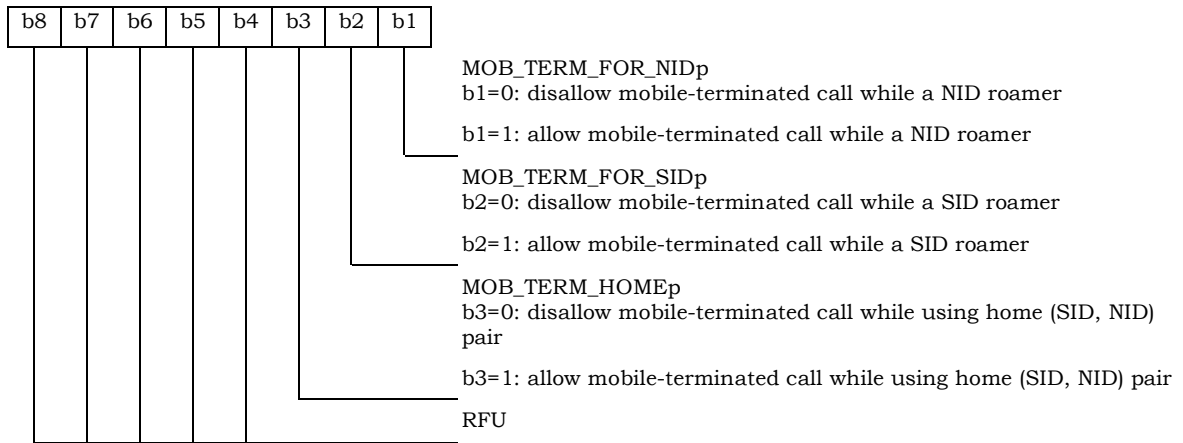 b8 b7 b6 b5 b4 b3 b2 b1
MOB_TERM_FOR_NIDp
b1=0: disallow mobile-terminated call while a NID roamer
b1=1: allow mobile-terminated call while a NID roamer
MOB_TERM_FOR_SIDp
b2=0: disallow mobile-terminated call while a SID roamer
b2=1: allow mobile-terminated call while a SID roamer
MOB_TERM_HOMEp
b3=0: disallow mobile-terminated call while using home (SID, NID)
pair
b3=1: allow mobile-terminated call while using home (SID, NID) pair
RFU